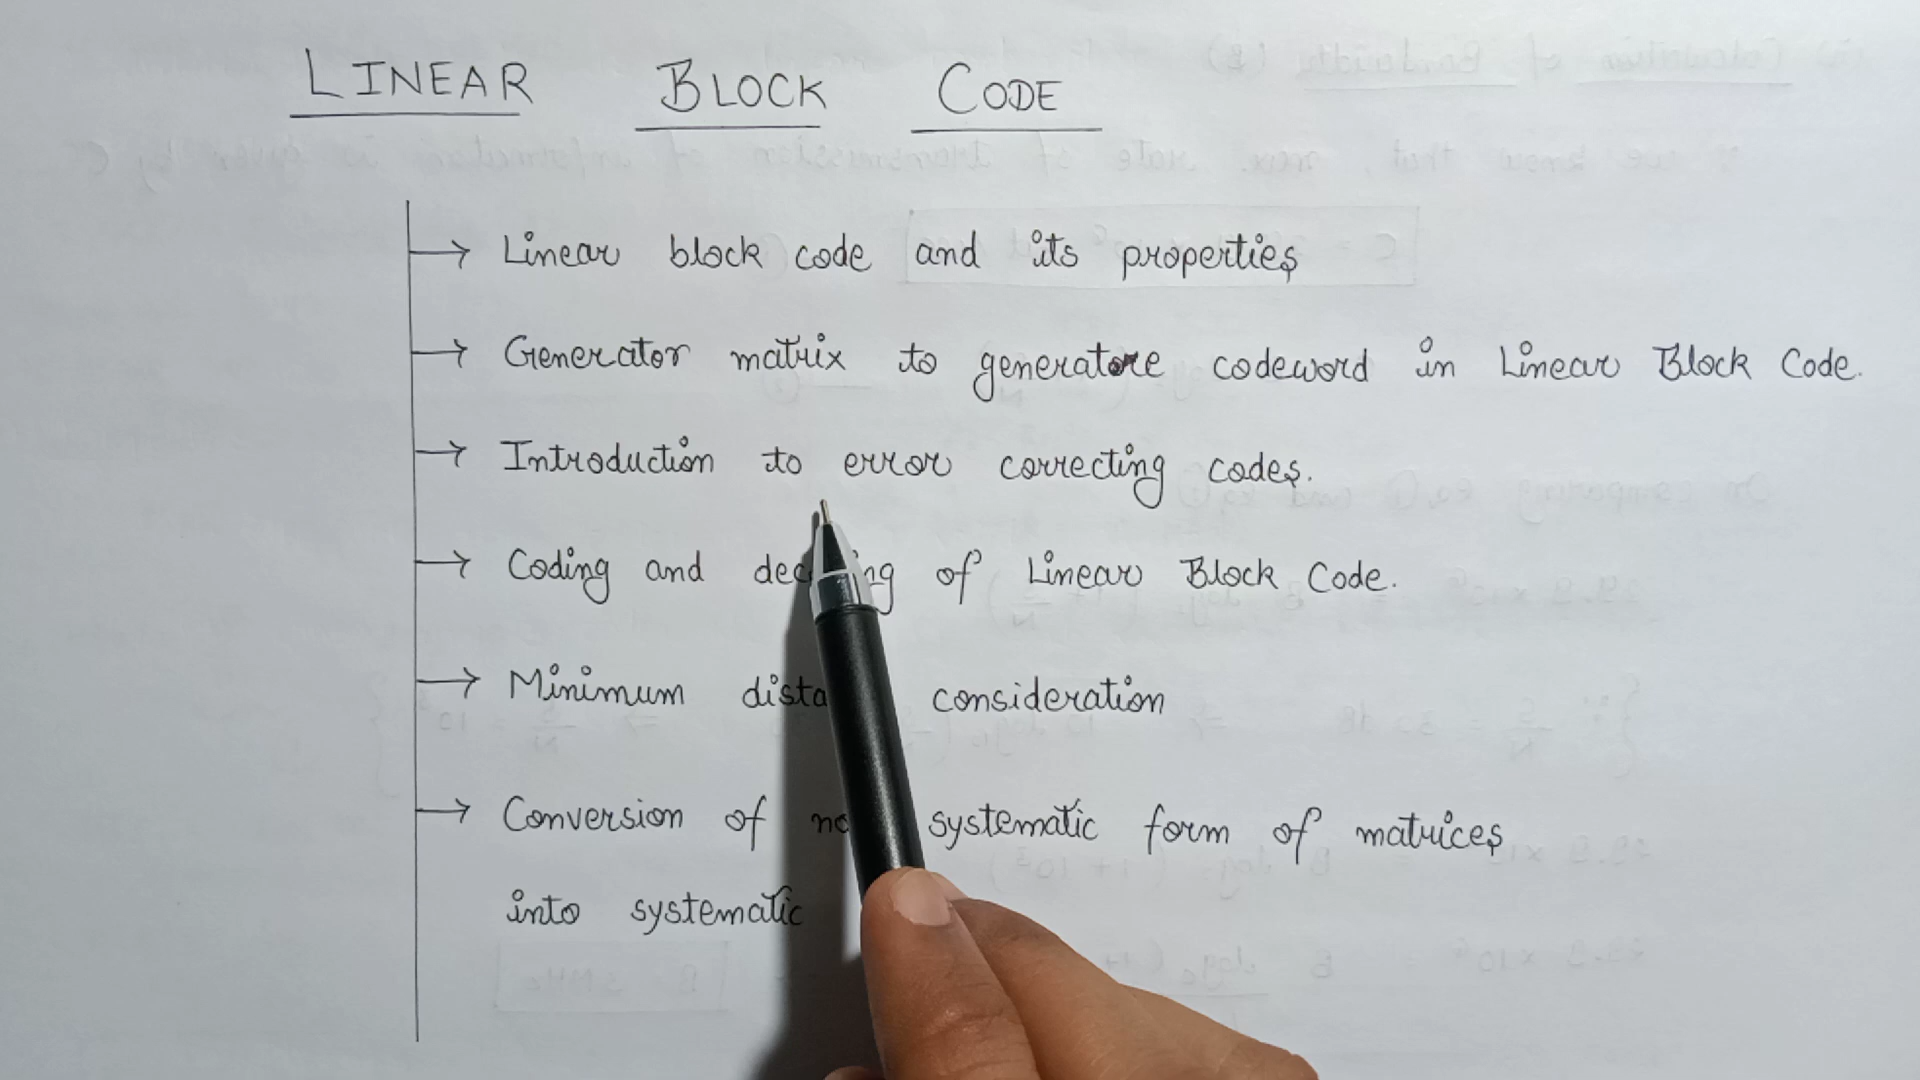 LINEAR BLOCK CODE
→ Linear block code and its properties
→ Generator matrix to generatore codeword in Linear Block Code.
→ Introduction to error correcting codes.
→ Coding and of Linear Block Code.
→ Minimum consideration
→ Conversion of systematic form of matrices
into systematic